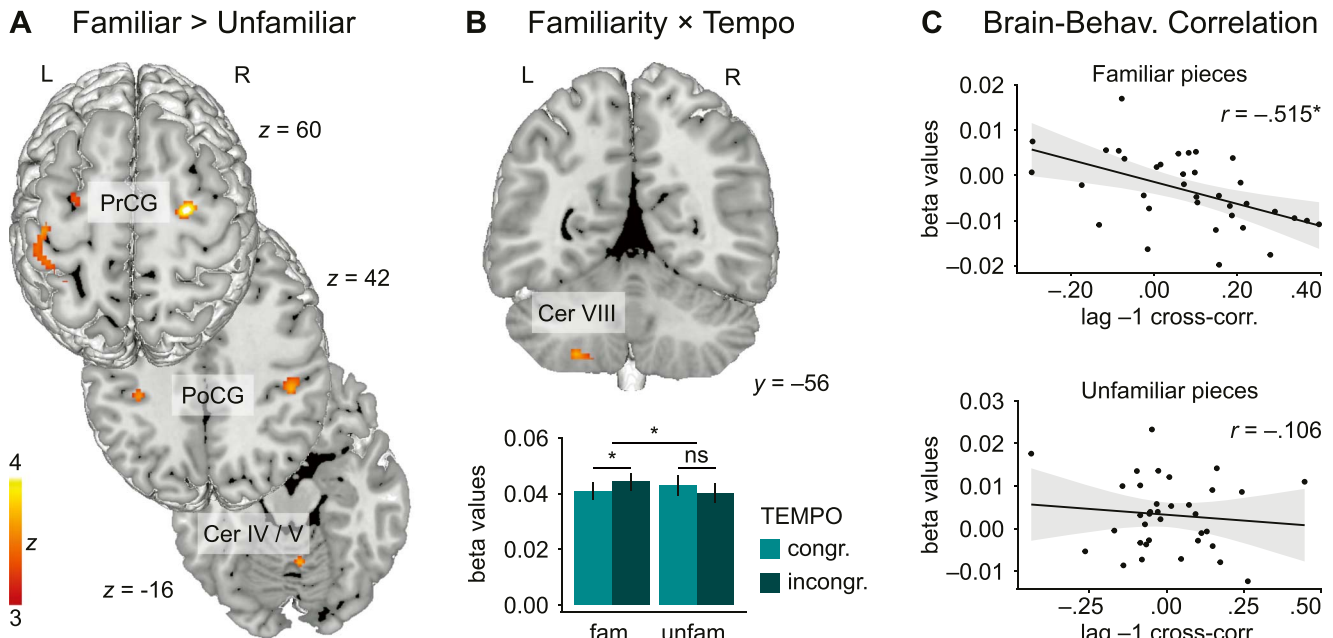 A Familiar > Unfamiliar
L
R
z = 60
PrCG
z = 42
PoCG
4
z
3
Cer IV / V
z = -16
B Familiarity × Tempo
L
R
Cer VIII
y = –56
0.06
0.04
0.02
0.00
beta values
*
*
ns
fam
unfam
TEMPO
congr.
incongr.
C Brain-Behav. Correlation
Familiar pieces
r = –.515*
0.02
0.01
0.00
–0.01
–0.02
beta values
–.20 .00 .20 .40
lag –1 cross-corr.
Unfamiliar pieces
r = –.106
0.03
0.02
0.01
0.00
–0.01
beta values
–.25 .00 .25 .50
lag –1 cross-corr.